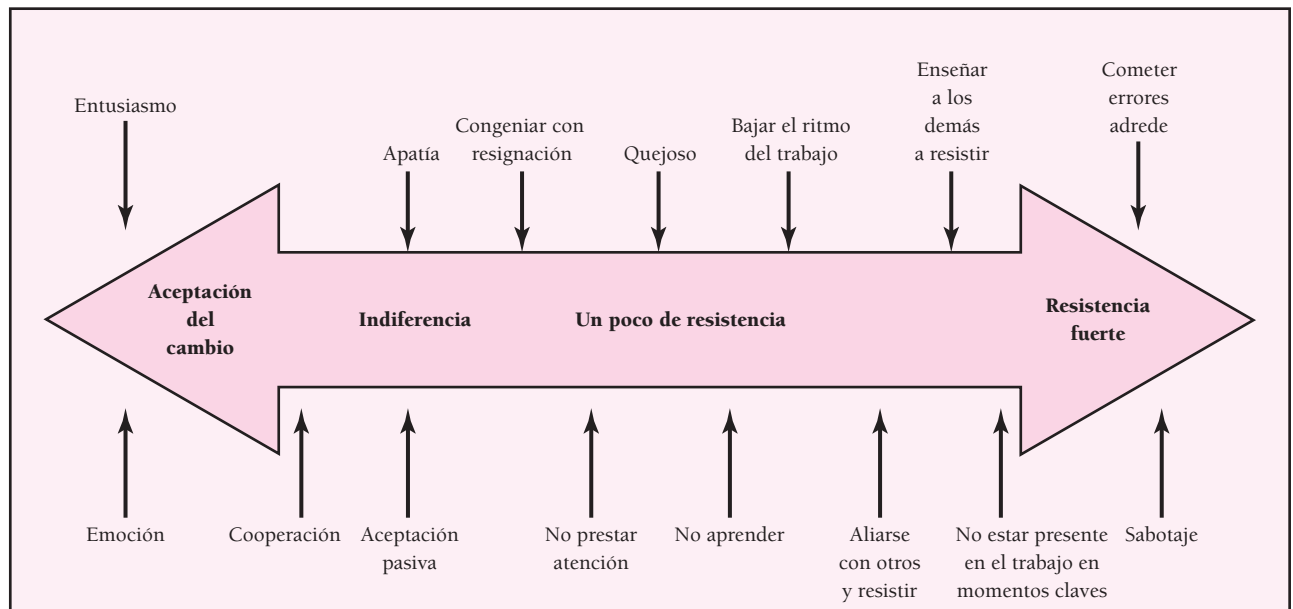 Entusiasmo
Apatía
Congeniar con
resignación
Quejoso
Bajar el ritmo
del trabajo
Enseñar
a los
demás
a resistir
Cometer
errores
adrede
Aceptación
del
cambio
Indiferencia
Un poco de resistencia
Resistencia
fuerte
Emoción
Cooperación
Aceptación
pasiva
No prestar
atención
No aprender
Aliarse
con otros
y resistir
No estar presente
en el trabajo en
momentos claves
Sabotaje